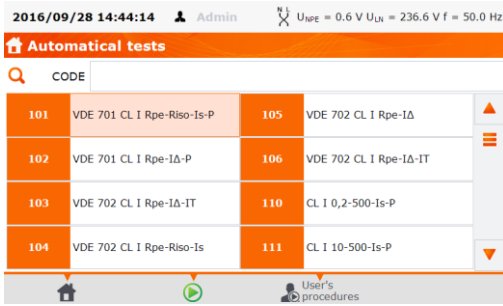 2016/09/28 14:44:14 Admin N L U_NPE = 0.6 V U_LN = 236.6 V f = 50.0 Hz
Automatical tests
CODE
101 VDE 701 CL I Rpe-Riso-Is-P 105 VDE 702 CL I Rpe-IΔ
102 VDE 701 CL I Rpe-IΔ-P 106 VDE 702 CL I Rpe-IΔ-IT
103 VDE 702 CL I Rpe-IΔ-IT 110 CL I 0,2-500-Is-P
104 VDE 702 CL I Rpe-Riso-Is 111 CL I 10-500-Is-P
User's
procedures